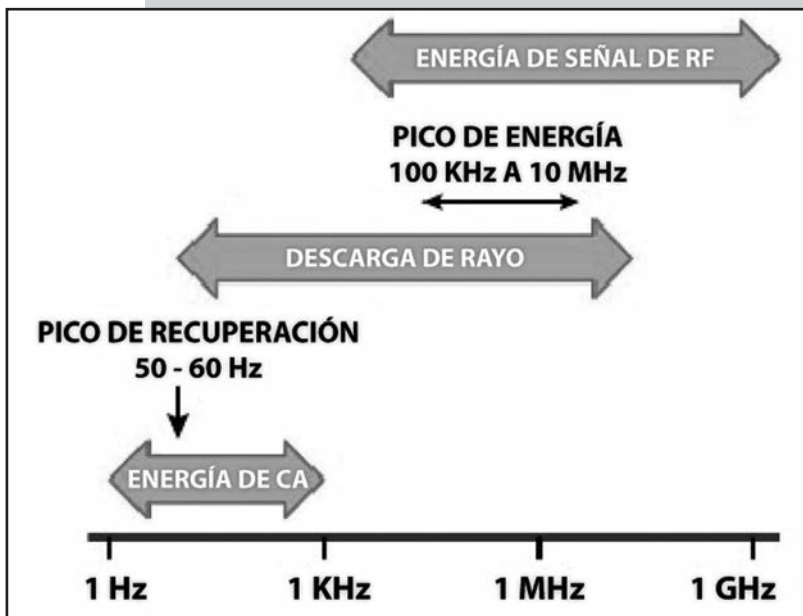 ENERGÍA DE SEÑAL DE RF
PICO DE ENERGÍA
100 KHz A 10 MHz
DESCARGA DE RAYO
PICO DE RECUPERACIÓN
50 - 60 Hz
ENERGÍA DE CA
1 Hz 1 KHz 1 MHz 1 GHz